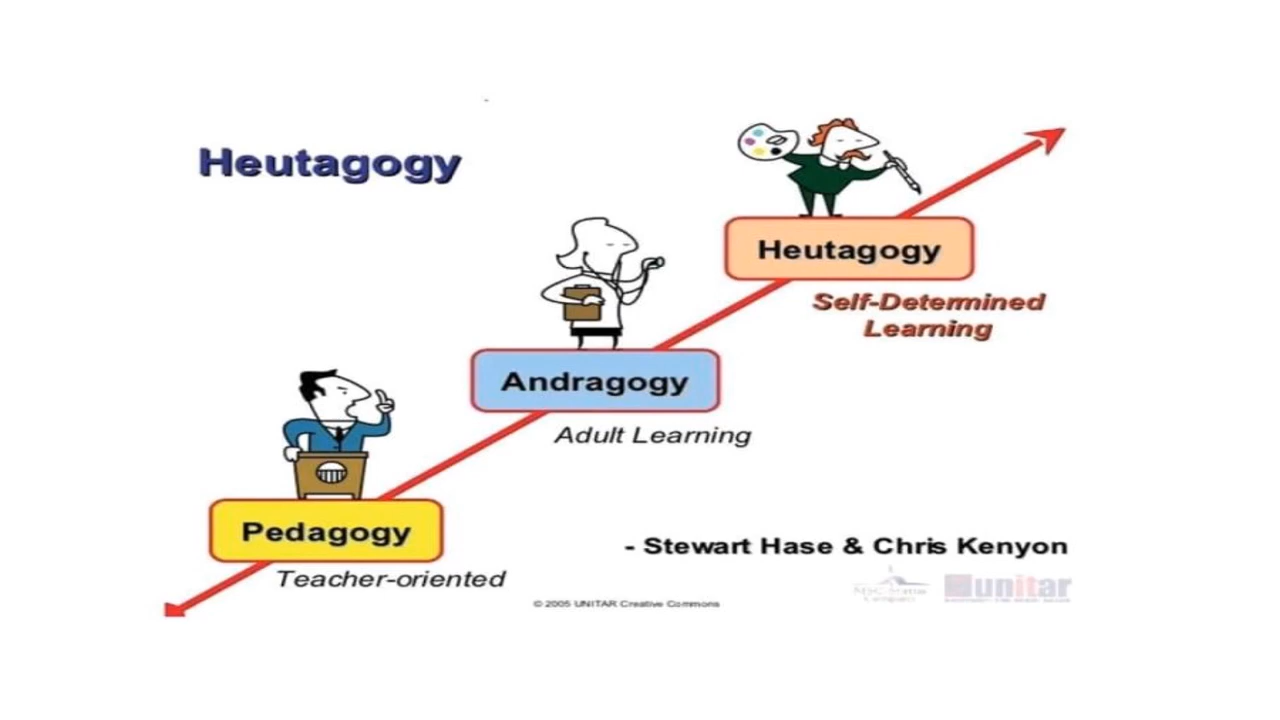 Heutagogy
Heutagogy
Self-Determined
Learning
Andragogy
Adult Learning
Pedagogy
Teacher-oriented
- Stewart Hase & Chris Kenyon
unitar
© 2005 UNITAR Creative Commons